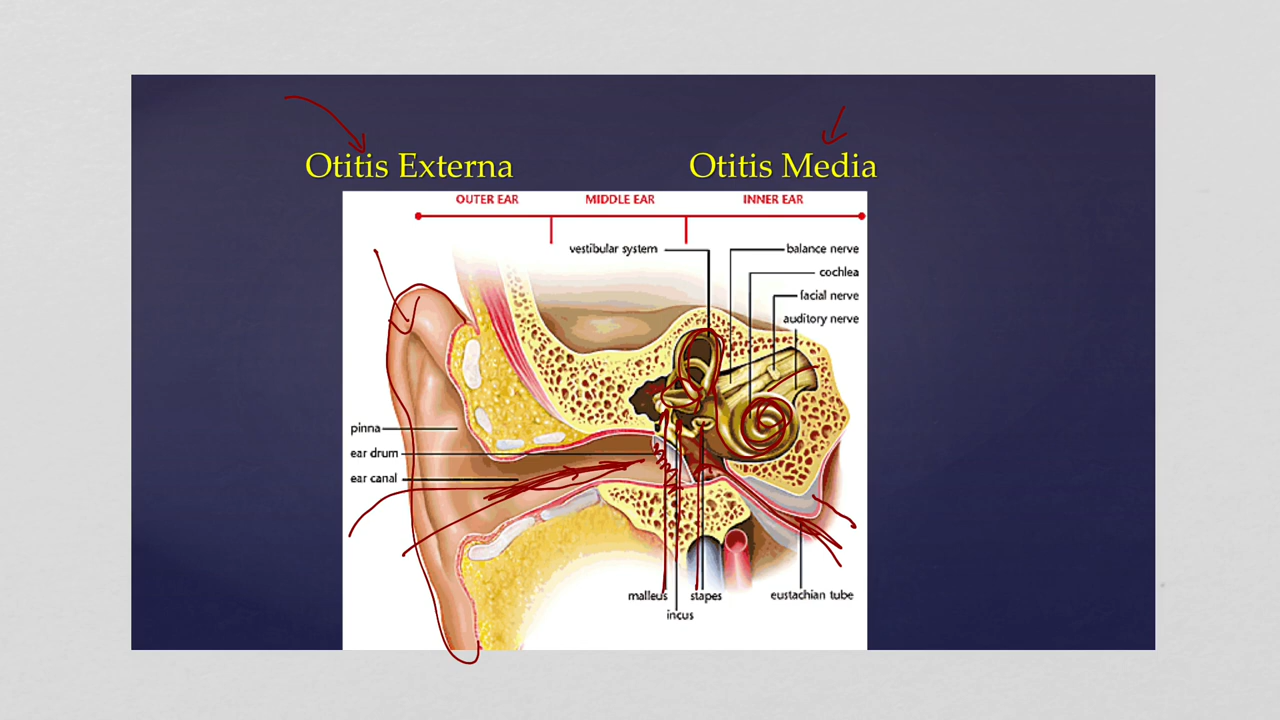 Otitis Externa
Otitis Media
OUTER EAR
MIDDLE EAR
INNER EAR
vestibular system
balance nerve
cochlea
facial nerve
auditory nerve
pinna
ear drum
ear canal
malleus
stapes
eustachian tube
incus